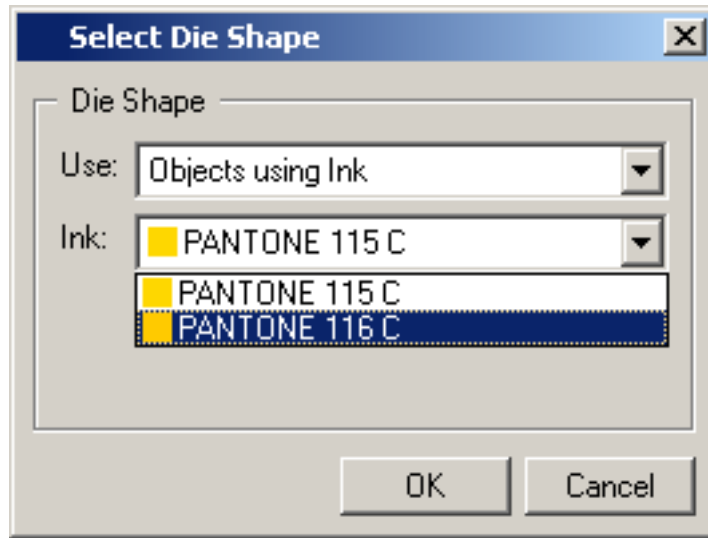 Select Die Shape
Die Shape
Use: Objects using Ink
Ink: PANTONE 115 C
PANTONE 115 C
PANTONE 116 C
OK Cancel